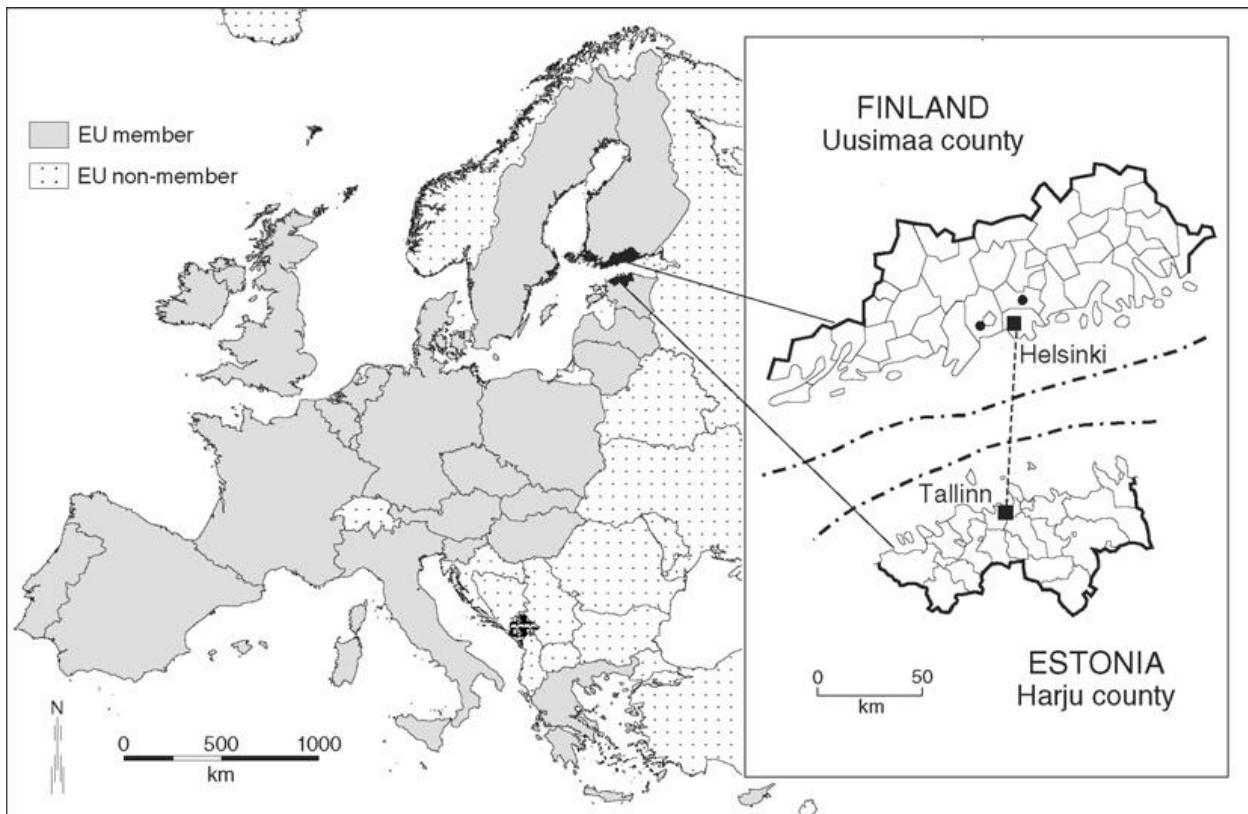 EU member
EU non-member
N
0 500 1000
km
FINLAND
Uusimaa county
Helsinki
Tallinn
0 50
km
ESTONIA
Harju county